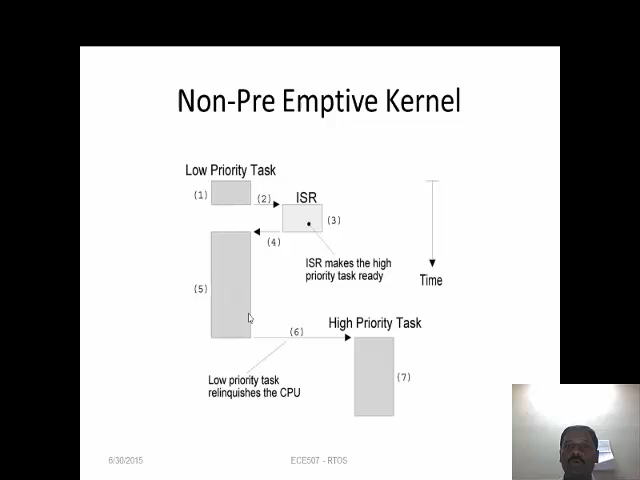 Non-Pre Emptive Kernel
Low Priority Task
(1)
(2)
ISR
(3)
(4)
ISR makes the high
priority task ready
Time
(5)
High Priority Task
(6)
Low priority task
relinquishes the CPU
(7)
6/30/2015
ECE507 - RTOS